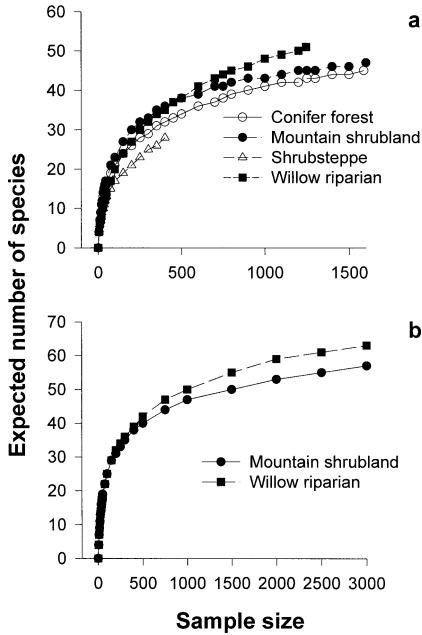 a
60
50
40
30
20
10
0
Conifer forest
Mountain shrubland
Shrubsteppe
Willow riparian
0
500
1000
1500
Expected number of species
b
70
60
50
40
30
20
10
0
Mountain shrubland
Willow riparian
0
500
1000
1500
2000
2500
3000
Sample size